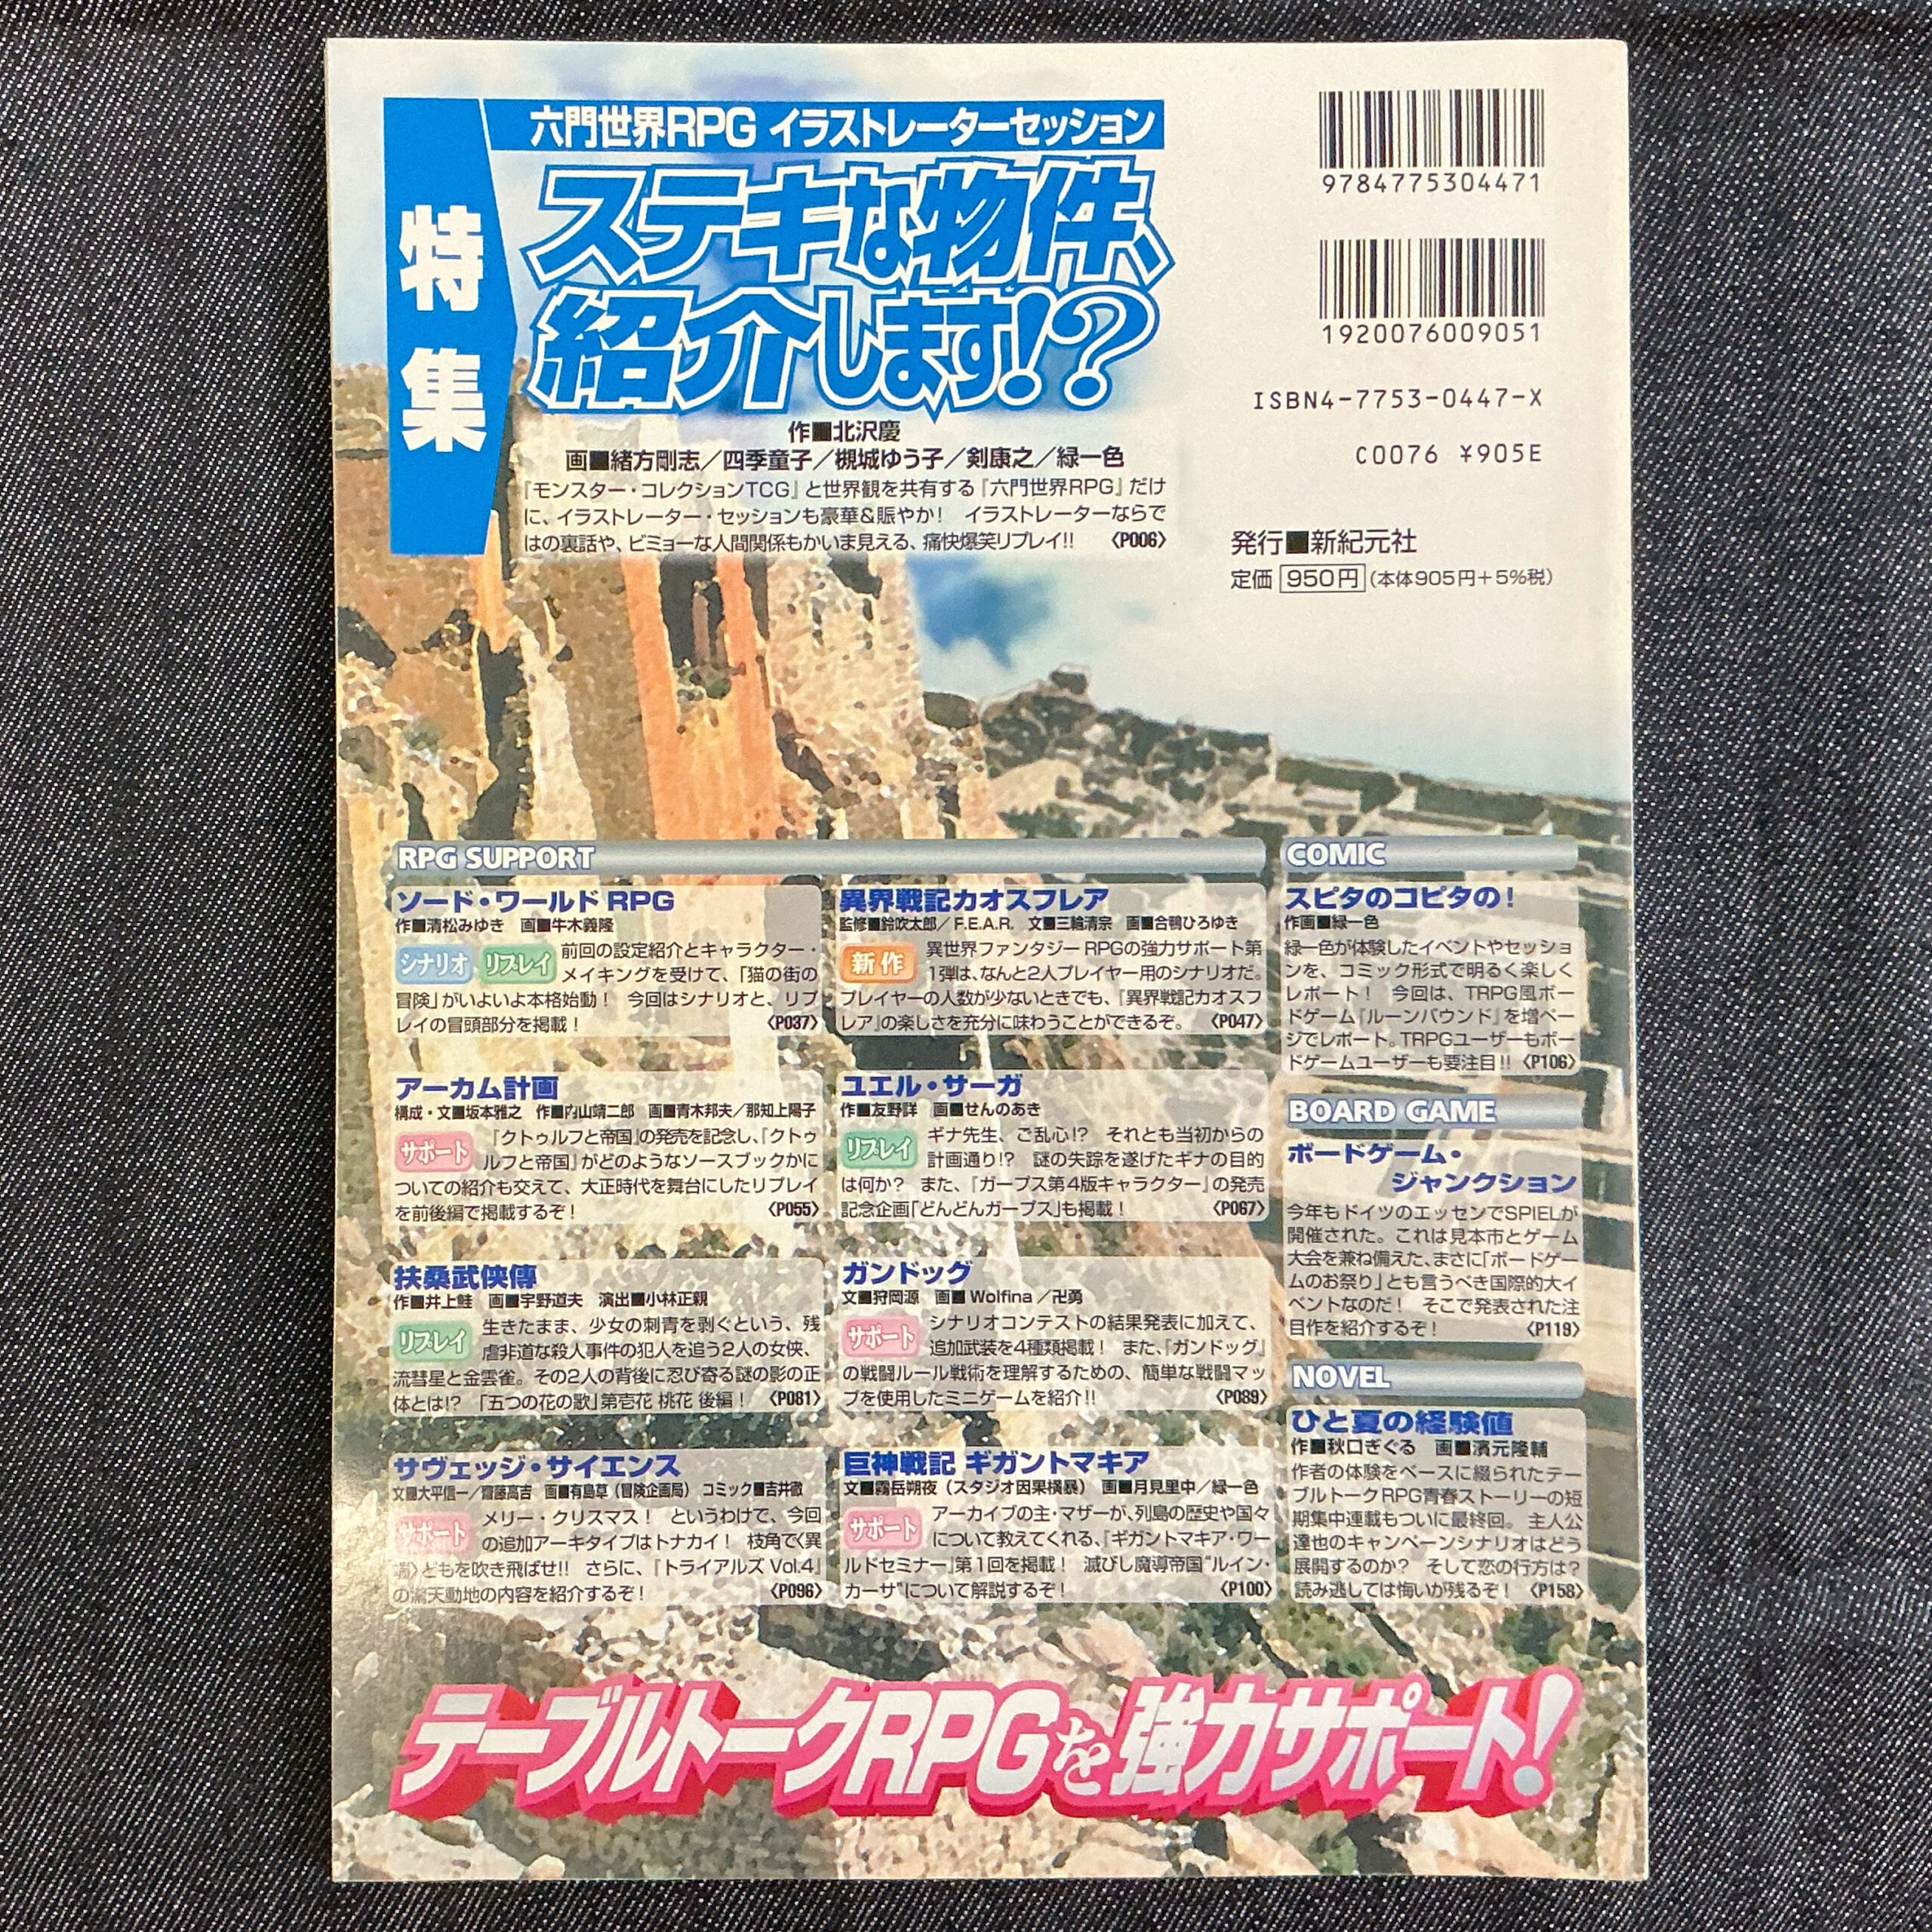 特集
六門世界RPG イラストレーターセッション
ステキな物件、
紹介します!?
作■北沢慶
画■緒方剛志／四季童子／槻城ゆう子／剣康之／緑一色
『モンスター・コレクションTCG』と世界観を共有する『六門世界RPG』だけ
に、イラストレーター・セッションも豪華＆賑やか！ イラストレーターならで
はの裏話や、ビミョーな人間関係もかいま見える、痛快爆笑リプレイ!! 〈P006〉
9784775304471
1920076009051
ISBN4-7753-0447-X
C0076 ¥905E
発行■新紀元社
定価 950円 (本体905円＋5%税)
RPG SUPPORT
ソード・ワールド RPG
作■清松みゆき 画■牛木義隆
シナリオ リプレイ 前回の設定紹介とキャラクター・
メイキングを受けて、「猫の街の
冒険」がいよいよ本格始動！ 今回はシナリオと、リプ
レイの冒頭部分を掲載！ 〈P037〉
異界戦記カオスフレア
監修■鈴吹太郎／F.E.A.R. 文■三輪清宗 画■合鴨ひろゆき
新作 異世界ファンタジーRPGの強力サポート第
1弾は、なんと2人プレイヤー用のシナリオだ。
プレイヤーの人数が少ないときでも、『異界戦記カオスフ
レア』の楽しさを充分に味わうことができるぞ。 〈P047〉
アーカム計画
構成・文■坂本雅之 作■内山靖二郎 画■青木邦夫／那知上陽子
サポート 『クトゥルフと帝国』の発売を記念し、『クトゥ
ルフと帝国』がどのようなソースブックかに
ついての紹介も交えて、大正時代を舞台にしたリプレイ
を前後編で掲載するぞ！ 〈P055〉
ユエル・サーガ
作■友野詳 画■せんのあき
リプレイ ギナ先生、ご乱心!? それとも当初からの
計画通り!? 謎の失踪を遂げたギナの目的
は何か？ また、『ガープス第4版キャラクター』の発売
記念企画「どんどんガープス」も掲載！ 〈P067〉
扶桑武侠傳
作■井上鮭 画■宇野道夫 演出■小林正親
リプレイ 生きたまま、少女の刺青を剥ぐという、残
虐非道な殺人事件の犯人を追う2人の女侠、
流彗星と金雲雀。その2人の背後に忍び寄る謎の影の正
体とは!? 「五つの花の歌」第壱花 桃花 後編！ 〈P081〉
ガンドッグ
文■狩岡源 画■Wolfina／卍勇
サポート シナリオコンテストの結果発表に加えて、
追加武装を4種類掲載！ また、『ガンドッグ』
の戦闘ルール戦術を理解するための、簡単な戦闘マッ
プを使用したミニゲームを紹介!! 〈P089〉
サヴェッジ・サイエンス
文■大平信一／齋藤高吉 画■有島草（冒険企画局） コミック■吉井徹
サポート メリー・クリスマス！ というわけで、今回
の追加アーキタイプはトナカイ！ 枝角で〈異
端〉どもを吹き飛ばせ!! さらに、『トライアルズ Vol.4』
の驚天動地の内容を紹介するぞ！ 〈P096〉
巨神戦記 ギガントマキア
文■霧岳朔夜（スタジオ因果横暴） 画■月見里中／緑一色
サポート アーカイブの主・マザーが、列島の歴史や国々
について教えてくれる、『ギガントマキア・ワー
ルドセミナー』第1回を掲載！ 滅びし魔導帝国“ルイン・
カーサ”について解説するぞ！ 〈P100〉
COMIC
スピタのコピタの！
作画■緑一色
緑一色が体験したイベントやセッショ
ンを、コミック形式で明るく楽しく
レポート！ 今回は、TRPG風ボー
ドゲーム『ルーンバウンド』を増ペー
ジでレポート。TRPGユーザーもボー
ドゲームユーザーも要注目!! 〈P106〉
BOARD GAME
ボードゲーム・
ジャンクション
今年もドイツのエッセンでSPIELが
開催された。これは見本市とゲーム
大会を兼ね備えた、まさに「ボードゲー
ムのお祭り」とも言うべき国際的大イ
ベントなのだ！ そこで発表された注
目作を紹介するぞ！ 〈P119〉
NOVEL
ひと夏の経験値
作■秋口ぎぐる 画■濱元隆輔
作者の体験をベースに綴られたテー
ブルトークRPG青春ストーリーの短
期集中連載もついに最終回。 主人公
達也のキャンペーンシナリオはどう
展開するのか？ そして恋の行方は？
読み逃しては悔いが残るぞ！ 〈P158〉
テーブルトークRPGを強力サポート！